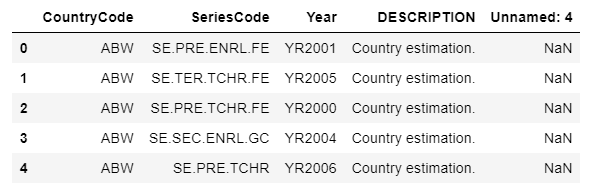 CountryCode SeriesCode Year DESCRIPTION Unnamed: 4
0 ABW SE.PRE.ENRL.FE YR2001 Country estimation. NaN
1 ABW SE.TER.TCHR.FE YR2005 Country estimation. NaN
2 ABW SE.PRE.TCHR.FE YR2000 Country estimation. NaN
3 ABW SE.SEC.ENRL.GC YR2004 Country estimation. NaN
4 ABW SE.PRE.TCHR YR2006 Country estimation. NaN